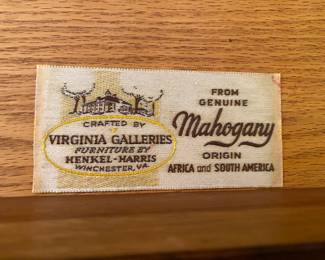 CRAFTED BY
VIRGINIA GALLERIES
FURNITURE BY
HENKEL-HARRIS
WINCHESTER, VA.
FROM
GENUINE
Mahogany
ORIGIN
AFRICA and SOUTH AMERICA